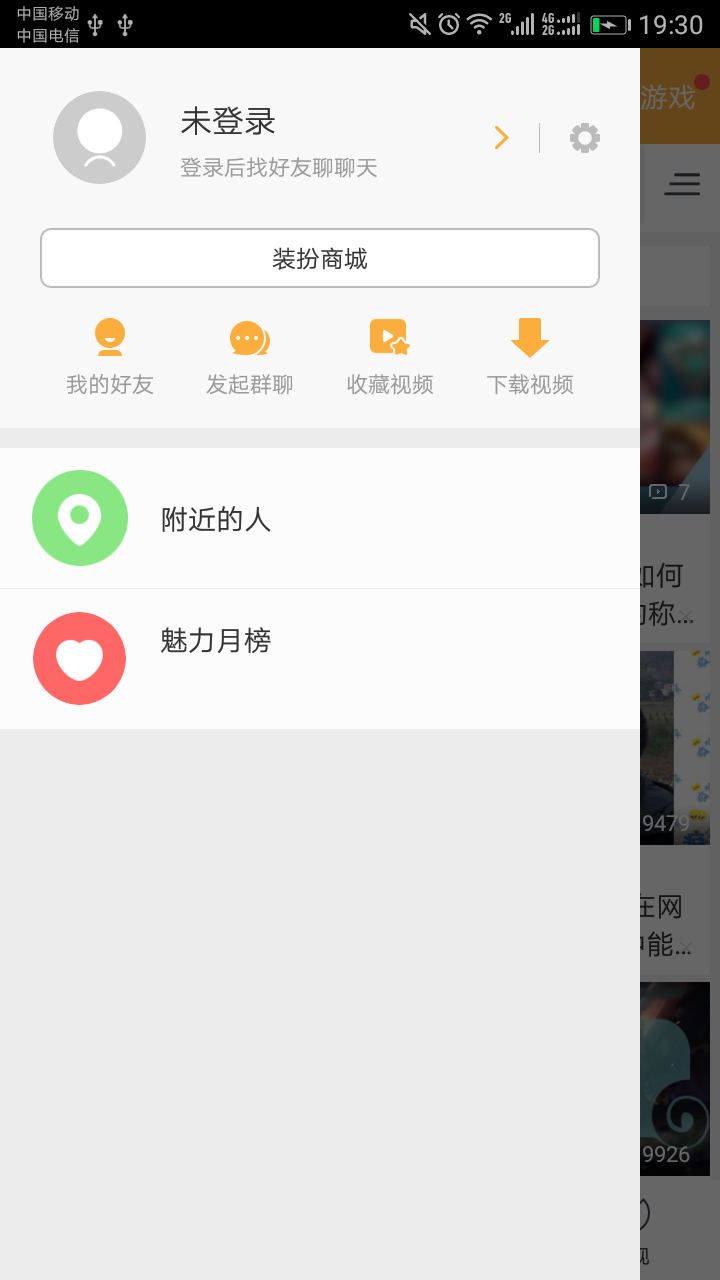 中国移动
中国电信
2G
4G
2G
19:30
游戏
未登录
登录后找好友聊聊天
装扮商城
我的好友
发起群聊
收藏视频
下载视频
7
附近的人
如何
称...
魅力月榜
9479
在网
能...
9926